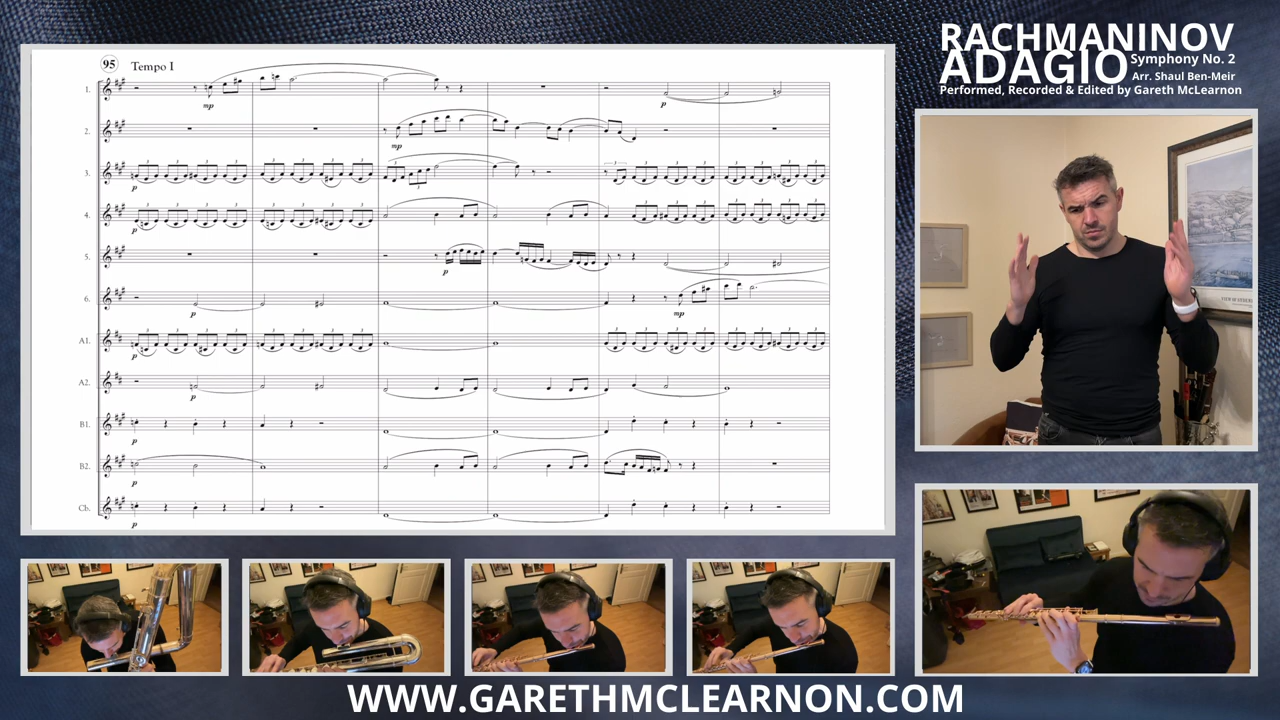 RACHMANINOV
ADAGIO Symphony No. 2
Arr. Shaul Ben-Meir
Performed, Recorded & Edited by Gareth McLearnon
95 Tempo I
1.
mp
p
2.
mp
3.
p
4.
p
5.
p
6.
p
mp
A1.
p
A2.
p
B1.
p
B2.
p
Cb.
p
WWW.GARETHMCLEARNON.COM